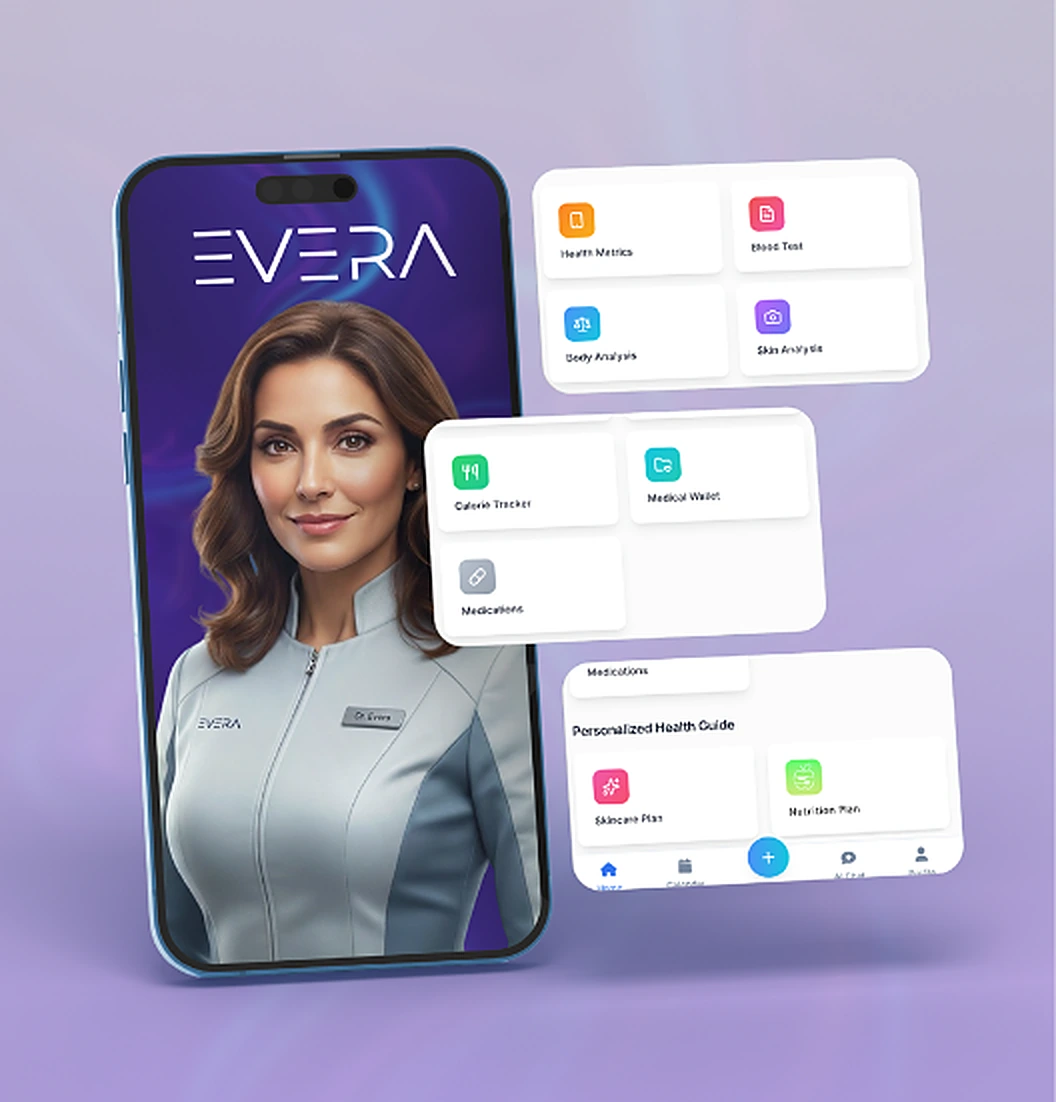 EVERA
EVERA
Dr. Evera
Health Metrics
Blood Test
Body Analysis
Skin Analysis
Calorie Tracker
Medical Wallet
Medications
Medications
Personalized Health Guide
Skincare Plan
Nutrition Plan
Home
Calendar
AI Chat
Profile